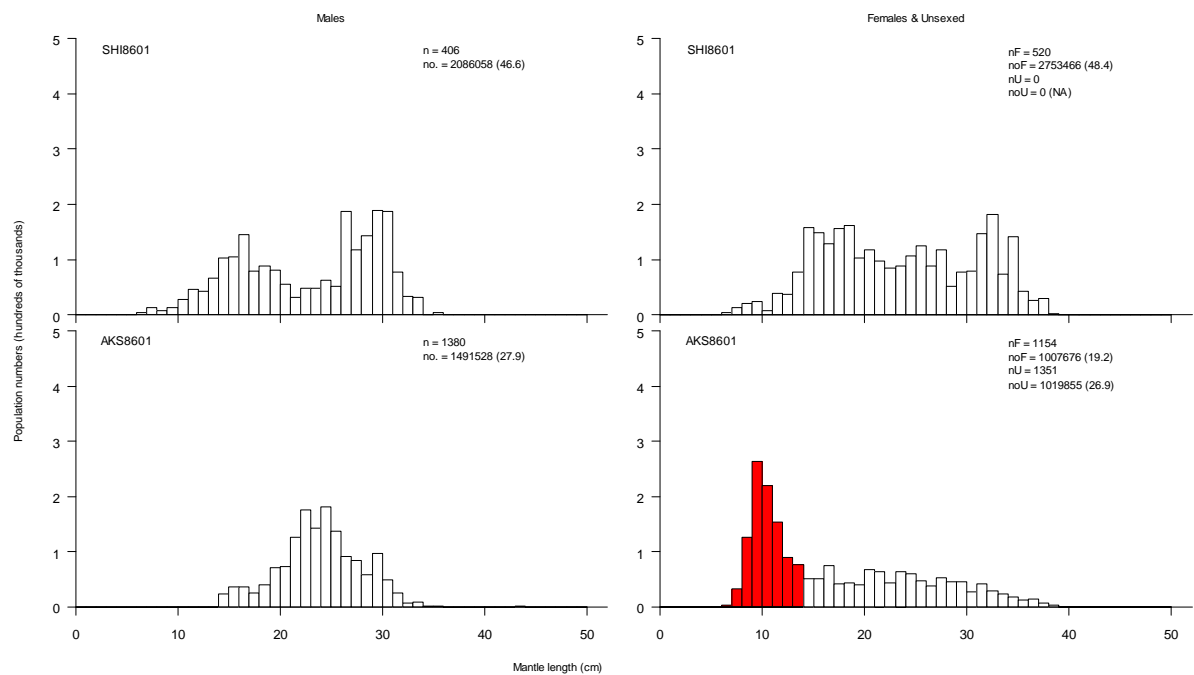 Males
Females & Unsexed
SHI8601
n = 406
no. = 2086058 (46.6)
5
4
3
2
1
0
SHI8601
nF = 520
noF = 2753466 (48.4)
nU = 0
noU = 0 (NA)
5
4
3
2
1
0
Population numbers (hundreds of thousands)
AKS8601
n = 1380
no. = 1491528 (27.9)
5
4
3
2
1
0
0 10 20 30 40 50
AKS8601
nF = 1154
noF = 1007676 (19.2)
nU = 1351
noU = 1019855 (26.9)
5
4
3
2
1
0
0 10 20 30 40 50
Mantle length (cm)